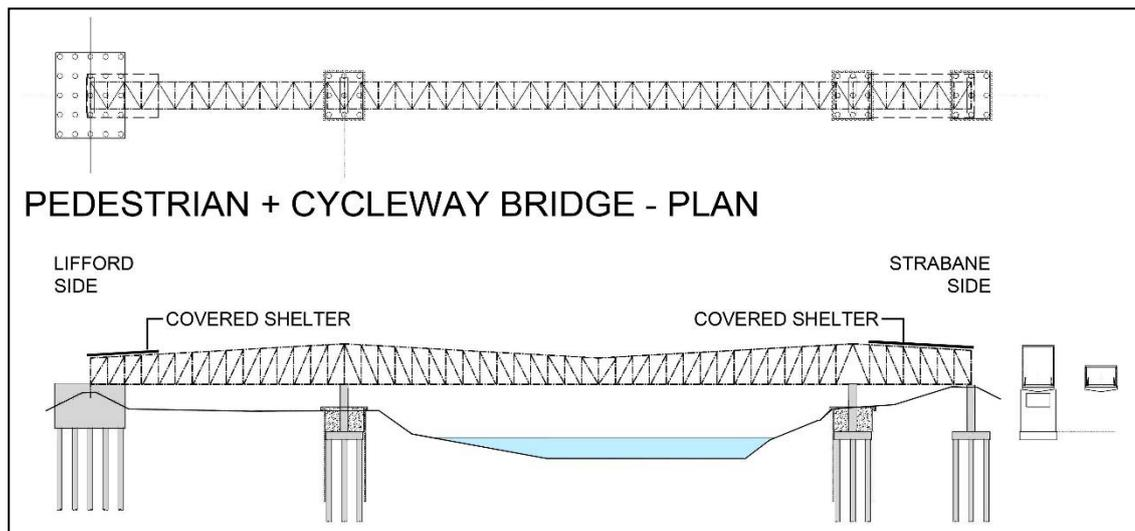 PEDESTRIAN + CYCLEWAY BRIDGE - PLAN
LIFFORD
SIDE
STRABANE
SIDE
COVERED SHELTER
COVERED SHELTER